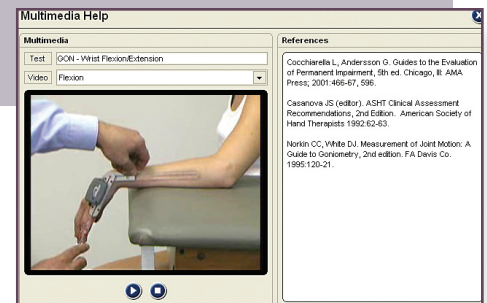 Multimedia Help
Multimedia
Test GON - Wrist Flexion/Extension
Video Flexion
References
Cocchiarella L, Andersson G. Guides to the Evaluation
of Permanent Impairment, 5th ed. Chicago, Ill: AMA
Press; 2001:466-67, 596.
Casanova JS (editor). ASHT Clinical Assessment
Recommendations, 2nd Edition. American Society of
Hand Therapists 1992:62-63.
Norkin CC, White DJ. Measurement of Joint Motion: A
Guide to Goniometry, 2nd edition. FA Davis Co.
1995:120-21.